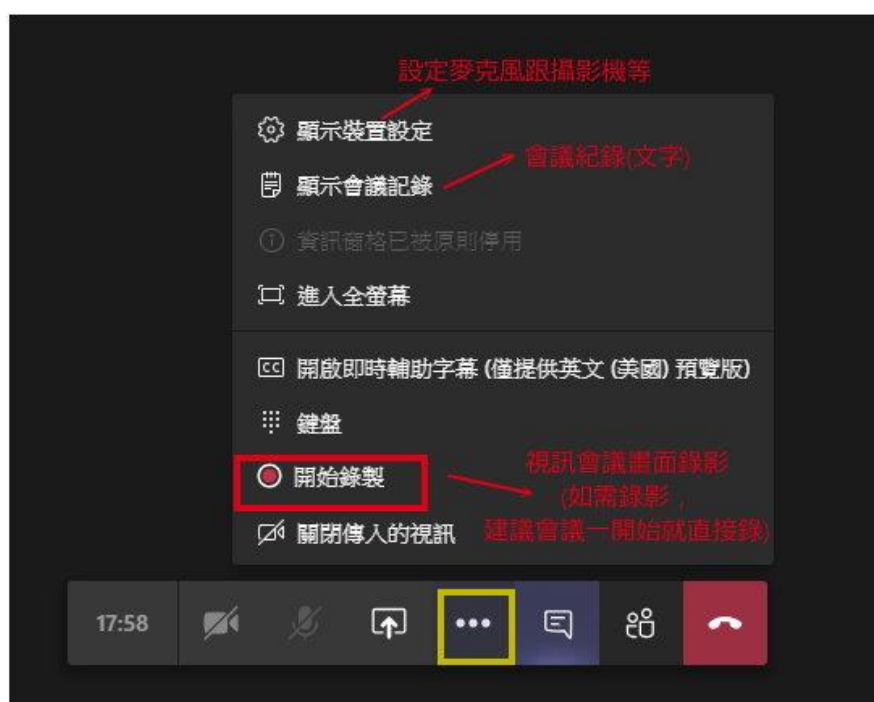 設定麥克風跟攝影機等
顯示裝置設定
會議紀錄(文字)
顯示會議記錄
資訊窗格已被原則停用
進入全螢幕
CC 開啟即時輔助字幕 (僅提供英文 (美國) 預覽版)
鍵盤
視訊會議畫面錄影
開始錄製
(如需錄影，
關閉傳入的視訊
建議會議一開始就直接錄)
17:58